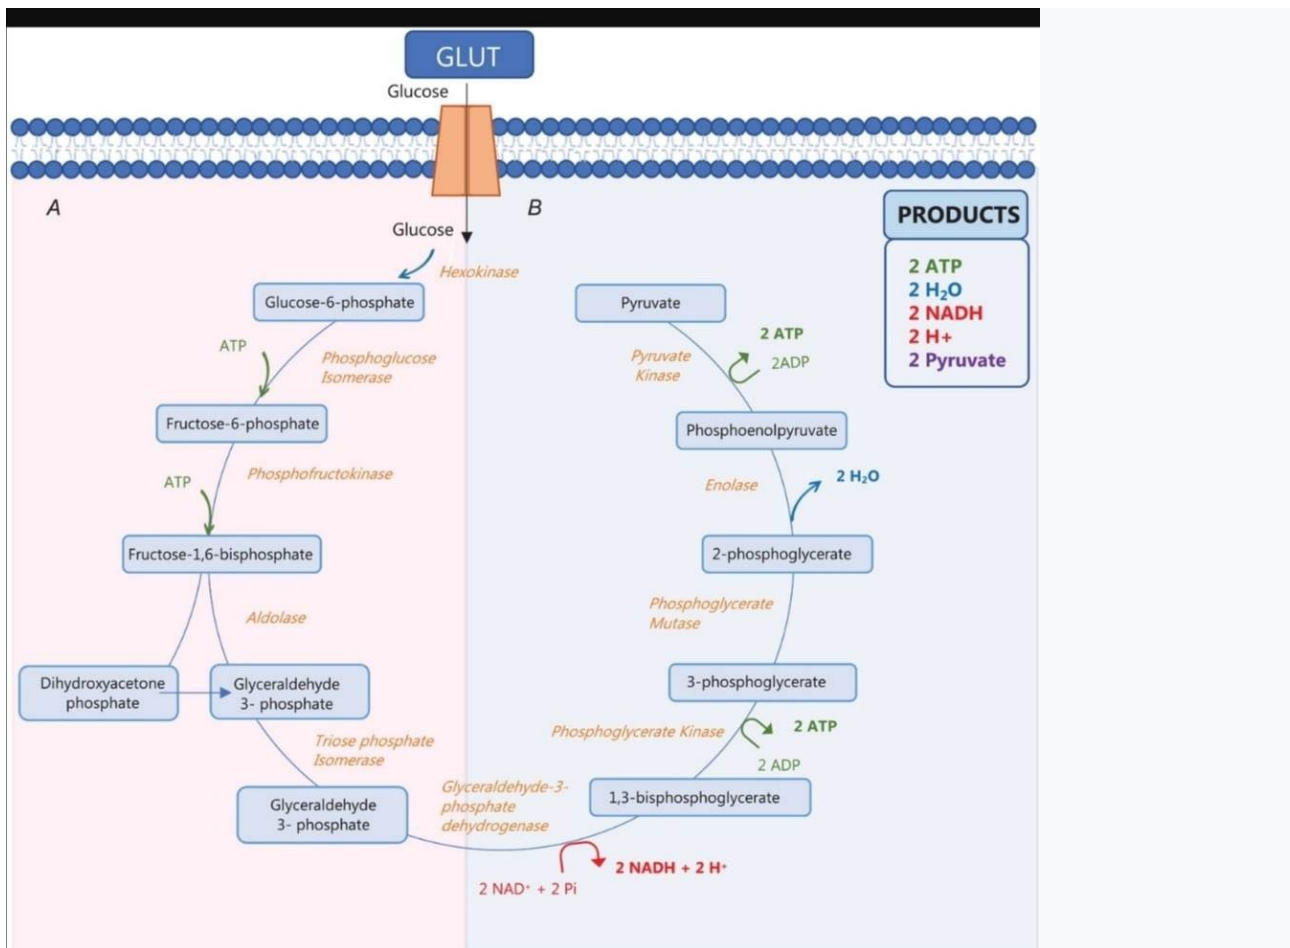 GLUT
Glucose
A
B
Glucose
Hexokinase
Glucose-6-phosphate
ATP
Phosphoglucose
Isomerase
Fructose-6-phosphate
ATP
Phosphofructokinase
Fructose-1,6-bisphosphate
Aldolase
Dihydroxyacetone
phosphate
Glyceraldehyde
3- phosphate
Triose phosphate
Isomerase
Glyceraldehyde
3- phosphate
Glyceraldehyde-3-
phosphate
dehydrogenase
2 NAD⁺ + 2 Pi
2 NADH + 2 H⁺
1,3-bisphosphoglycerate
Phosphoglycerate Kinase
2 ATP
2 ADP
3-phosphoglycerate
Phosphoglycerate
Mutase
2-phosphoglycerate
Enolase
2 H₂O
Phosphoenolpyruvate
Pyruvate
Kinase
2 ATP
2ADP
Pyruvate
PRODUCTS
2 ATP
2 H₂O
2 NADH
2 H+
2 Pyruvate